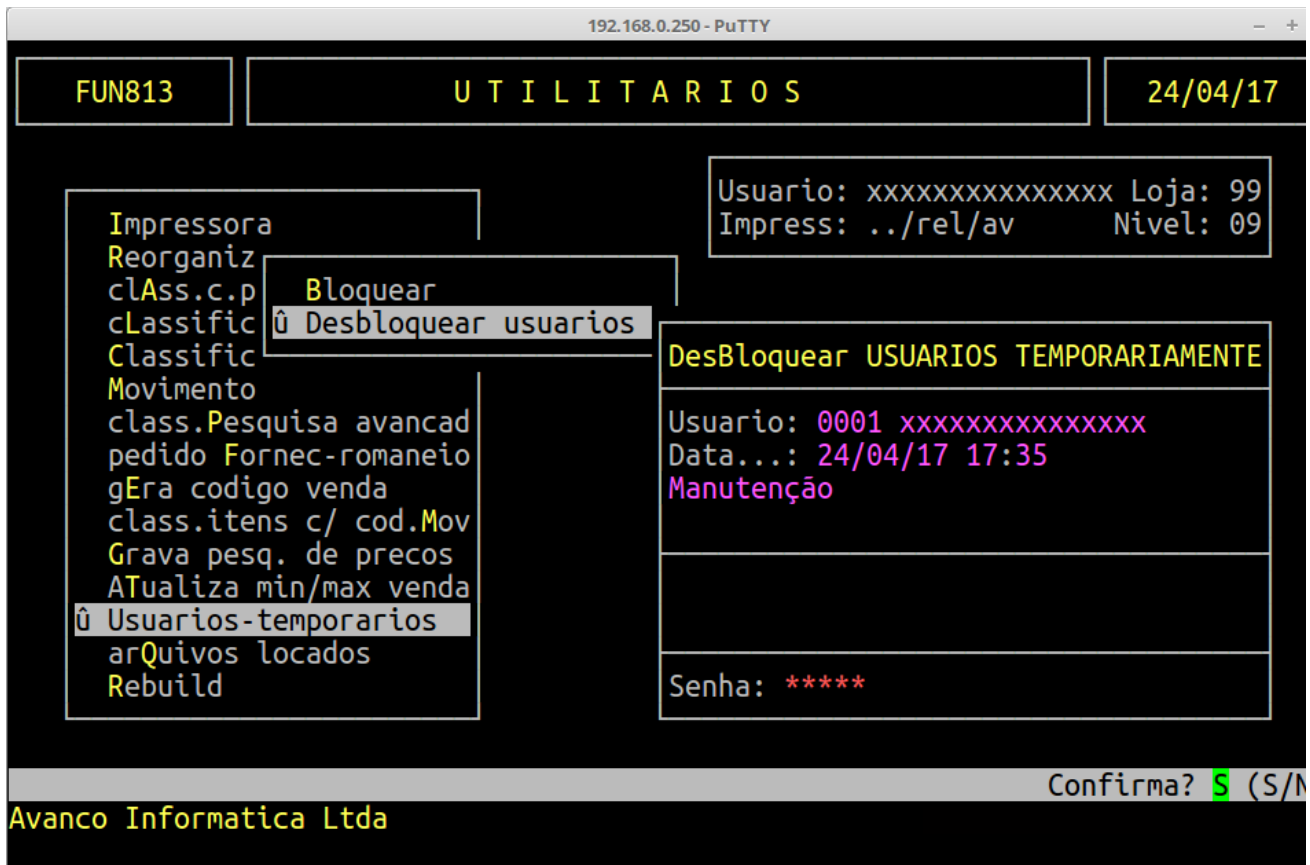 192.168.0.250 - PuTTY
FUN813
U T I L I T A R I O S
24/04/17
Usuario: xxxxxxxxxxxxxxx Loja: 99
Impress: ../rel/av Nivel: 09
Impressora
Reorganiz
clAss.c.p
cLassific
Classific
Movimento
class.Pesquisa avancad
pedido Fornec-romaneio
gEra codigo venda
class.itens c/ cod.Mov
Grava pesq. de precos
ATualiza min/max venda
û Usuarios-temporarios
arQuivos locados
Rebuild
Bloquear
û Desbloquear usuarios
DesBloquear USUARIOS TEMPORARIAMENTE
Usuario: 0001 xxxxxxxxxxxxxxx
Data...: 24/04/17 17:35
Manutenção
Senha: *****
Confirma? S (S/N
Avanco Informatica Ltda